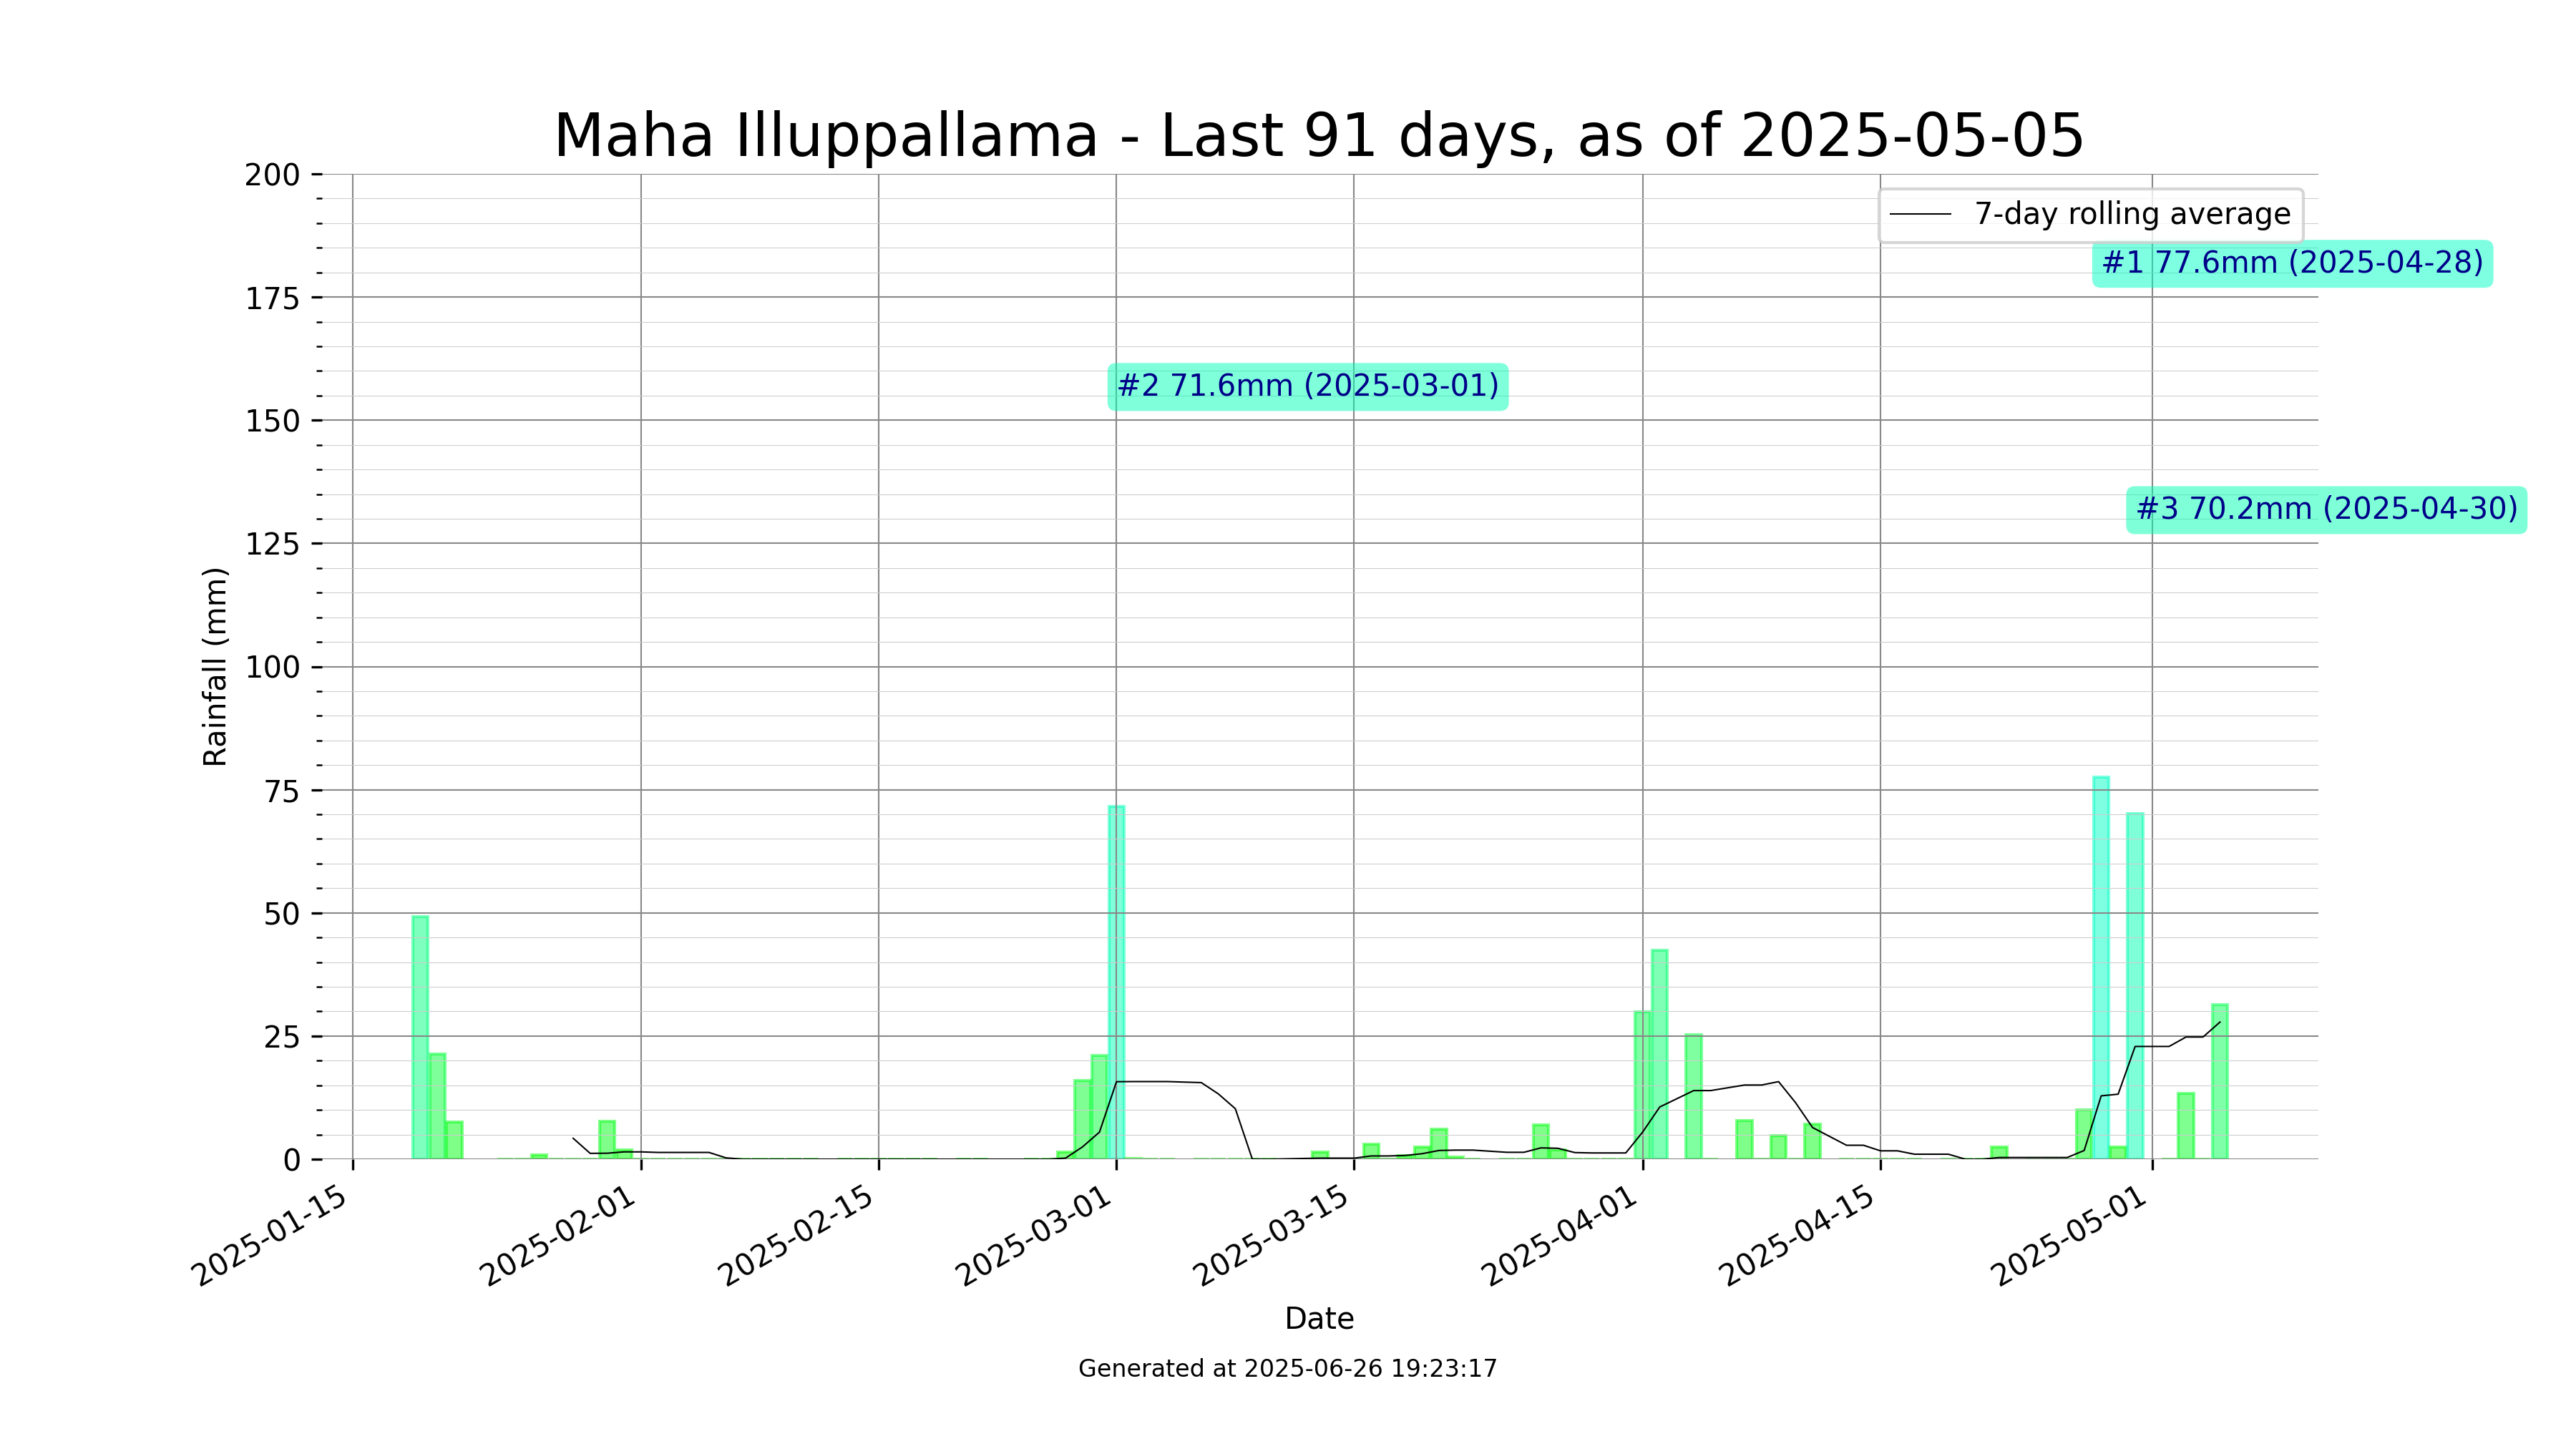 Maha Illuppallama - Last 91 days, as of 2025-05-05
200
175
150
125
100
75
50
25
0
Rainfall (mm)
7-day rolling average
#1 77.6mm (2025-04-28)
#2 71.6mm (2025-03-01)
#3 70.2mm (2025-04-30)
2025-01-15
2025-02-01
2025-02-15
2025-03-01
2025-03-15
2025-04-01
2025-04-15
2025-05-01
Date
Generated at 2025-06-26 19:23:17